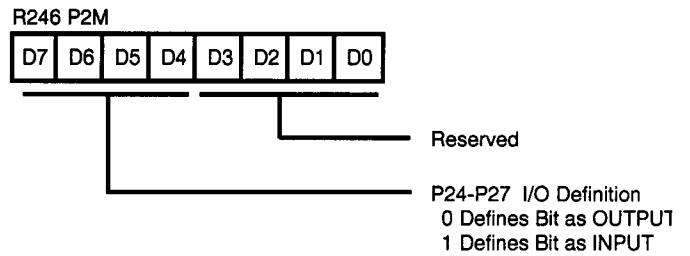 R246 P2M
D7 D6 D5 D4 D3 D2 D1 D0
Reserved
P24-P27 I/O Definition
0 Defines Bit as OUTPUT
1 Defines Bit as INPUT